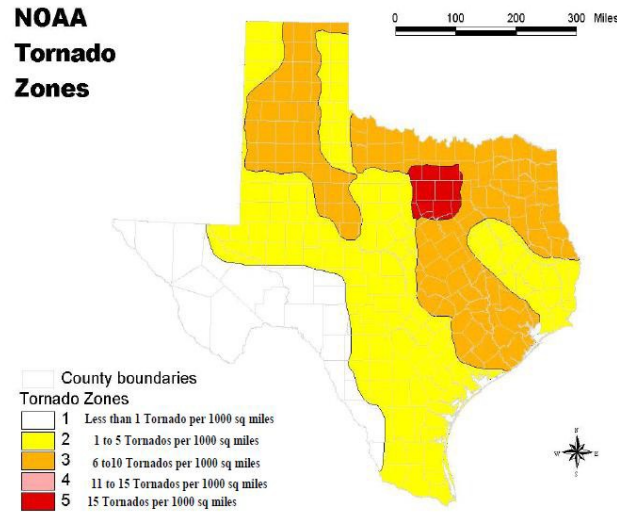 NOAA
Tornado
Zones
0 100 200 300 Miles
County boundaries
Tornado Zones
1 Less than 1 Tornado per 1000 sq miles
2 1 to 5 Tornados per 1000 sq miles
3 6 to10 Tornados per 1000 sq miles
4 11 to 15 Tornados per 1000 sq miles
5 15 Tornados per 1000 sq miles
N
W E
S